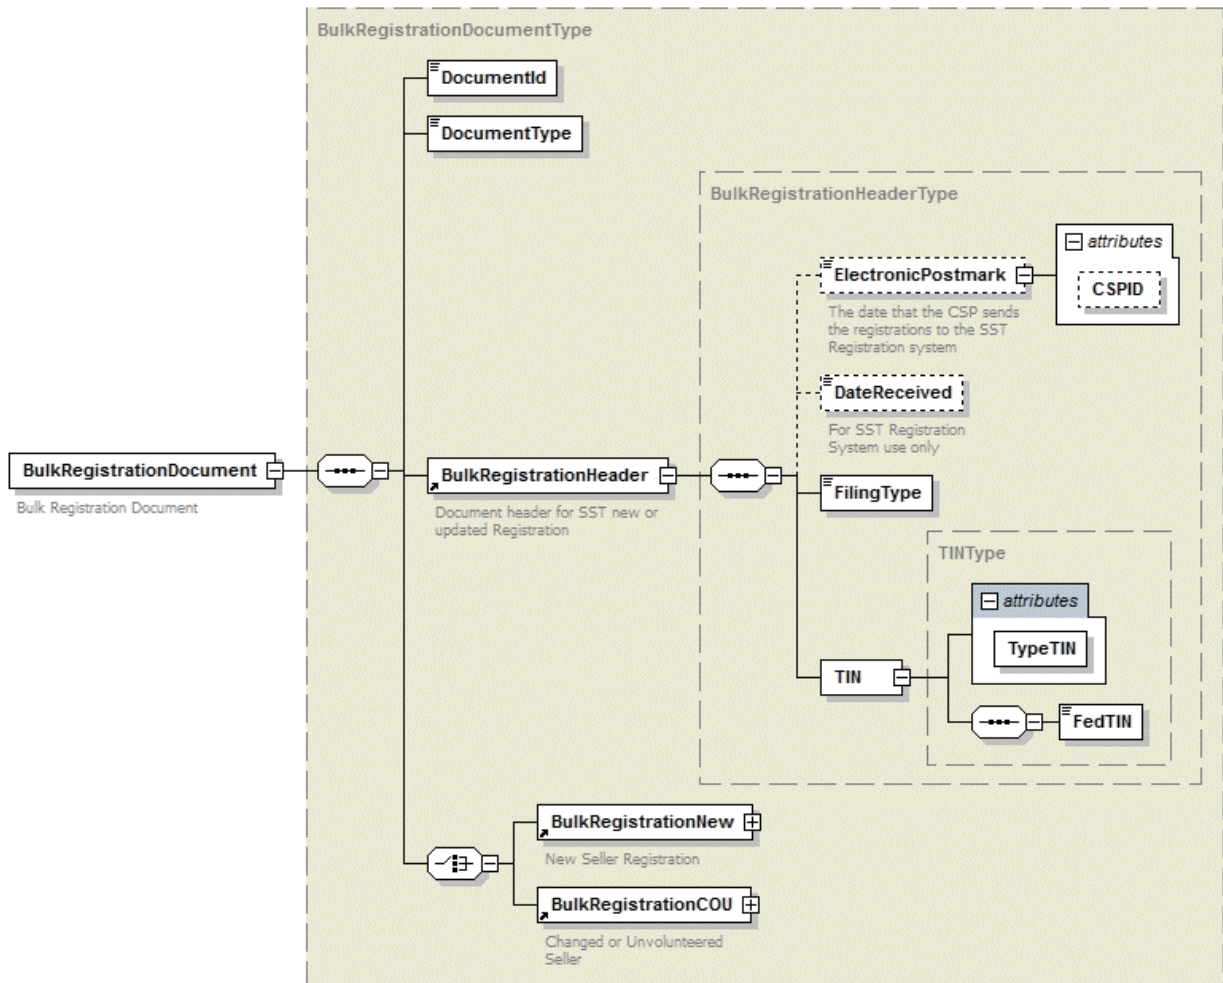 BulkRegistrationDocumentType
DocumentId
DocumentType
BulkRegistrationHeaderType
attributes
ElectronicPostmark
CSPID
The date that the CSP sends
the registrations to the SST
Registration system
DateReceived
For SST Registration
System use only
BulkRegistrationDocument
Bulk Registration Document
BulkRegistrationHeader
Document header for SST new or
updated Registration
FilingType
TINType
attributes
TypeTIN
TIN
FedTIN
BulkRegistrationNew
New Seller Registration
BulkRegistrationCOU
Changed or Unvolunteered
Seller